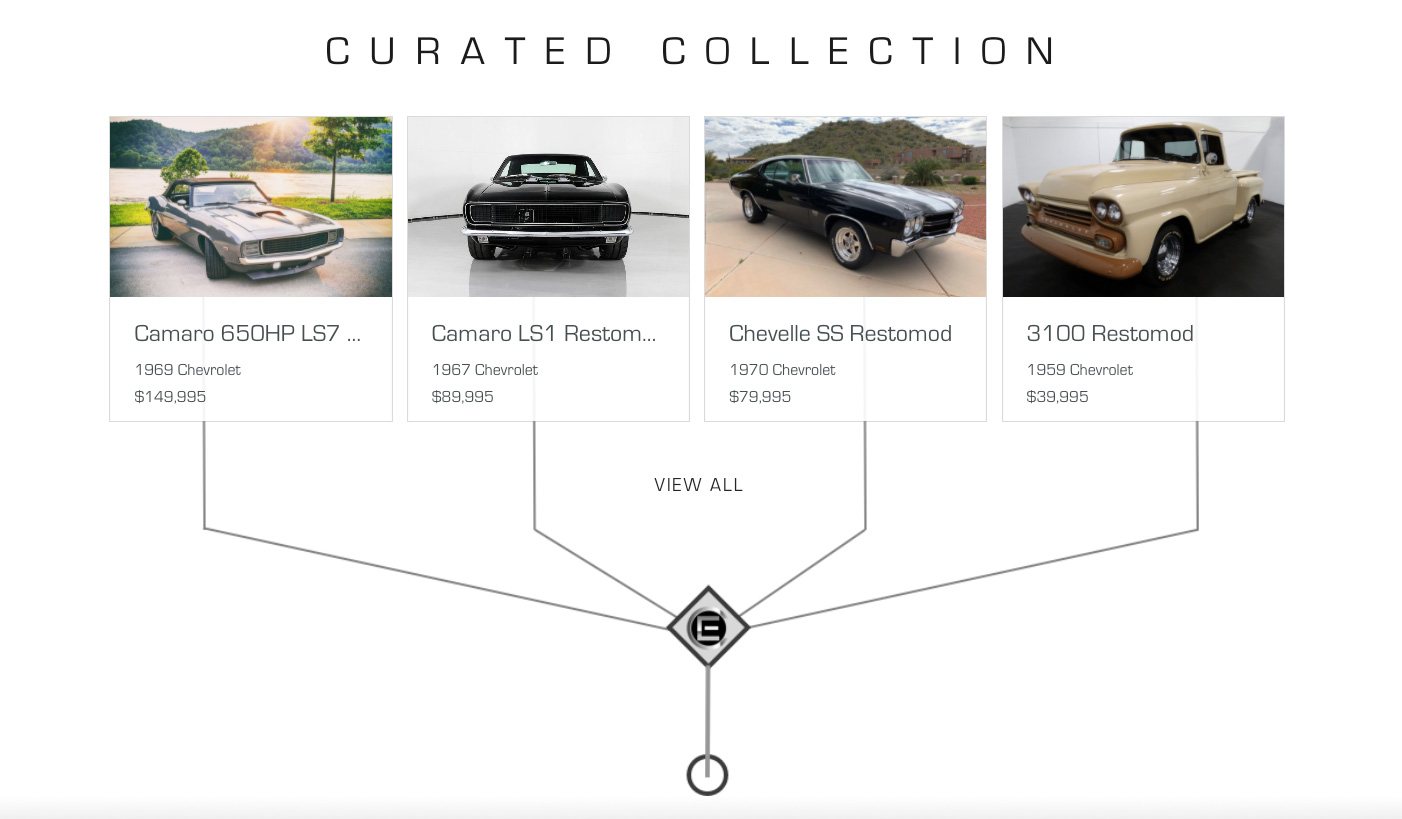 CURATED COLLECTION
Camaro 650HP LS7 ...
1969 Chevrolet
$149,995
Camaro LS1 Restom...
1967 Chevrolet
$89,995
Chevelle SS Restomod
1970 Chevrolet
$79,995
3100 Restomod
1959 Chevrolet
$39,995
VIEW ALL
E